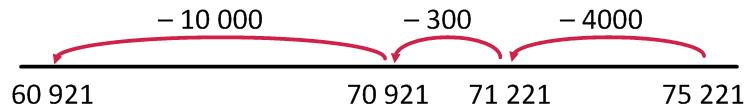 – 10 000 – 300 – 4000
60 921 70 921 71 221 75 221